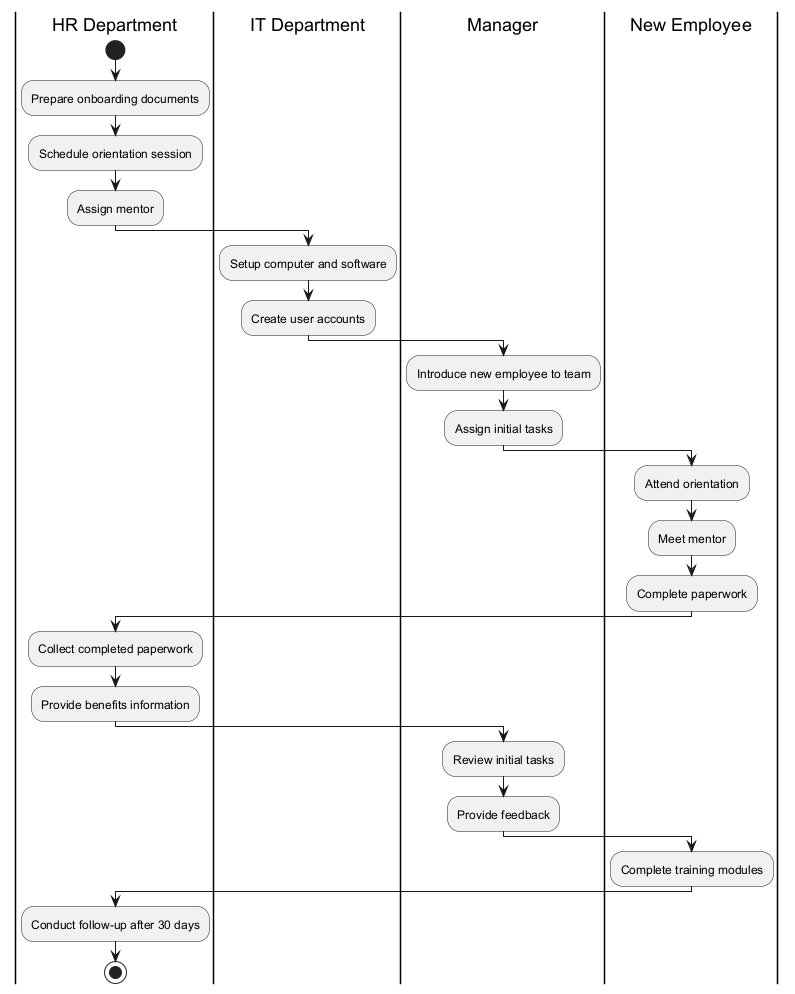 HR Department
IT Department
Manager
New Employee
Prepare onboarding documents
Schedule orientation session
Assign mentor
Setup computer and software
Create user accounts
Introduce new employee to team
Assign initial tasks
Attend orientation
Meet mentor
Complete paperwork
Collect completed paperwork
Provide benefits information
Review initial tasks
Provide feedback
Complete training modules
Conduct follow-up after 30 days